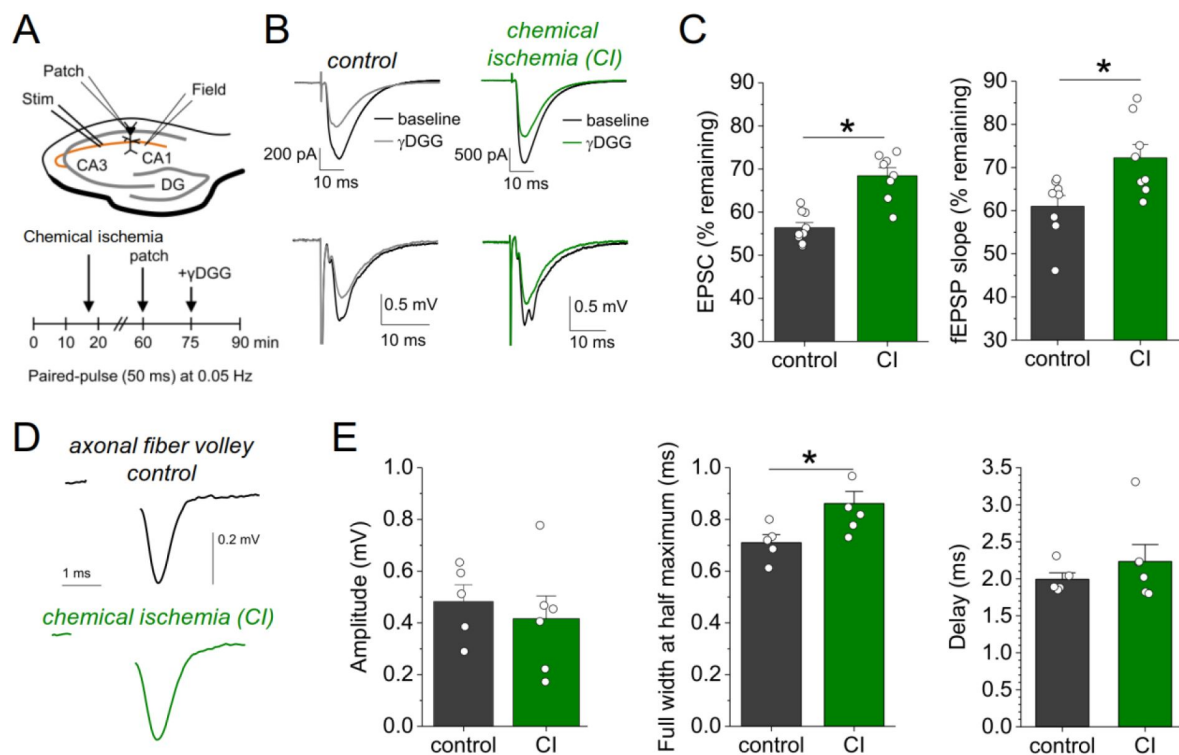 A
Patch
Stim
Field
CA3
CA1
DG
Chemical ischemia
patch
+γDGG
0 10 20 60 75 90 min
Paired-pulse (50 ms) at 0.05 Hz
B
control
chemical
ischemia (CI)
baseline
γDGG
200 pA
10 ms
baseline
γDGG
500 pA
10 ms
0.5 mV
10 ms
0.5 mV
10 ms
C
EPSC (% remaining)
90
80
70
60
50
40
30
*
control CI
fEPSP slope (% remaining)
90
80
70
60
50
40
30
*
control CI
D
axonal fiber volley
control
0.2 mV
1 ms
chemical ischemia (CI)
E
Amplitude (mV)
1.0
0.8
0.6
0.4
0.2
0.0
control CI
Full width at half maximum (ms)
1.0
0.8
0.6
0.4
0.2
0.0
*
control CI
Delay (ms)
3.5
3.0
2.5
2.0
1.5
1.0
0.5
0.0
control CI